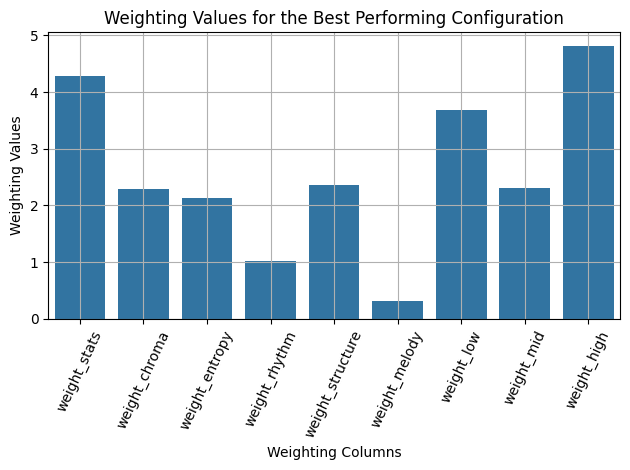 Weighting Values for the Best Performing Configuration
Weighting Values
5
4
3
2
1
0
weight_stats
weight_chroma
weight_entropy
weight_rhythm
weight_structure
weight_melody
weight_low
weight_mid
weight_high
Weighting Columns